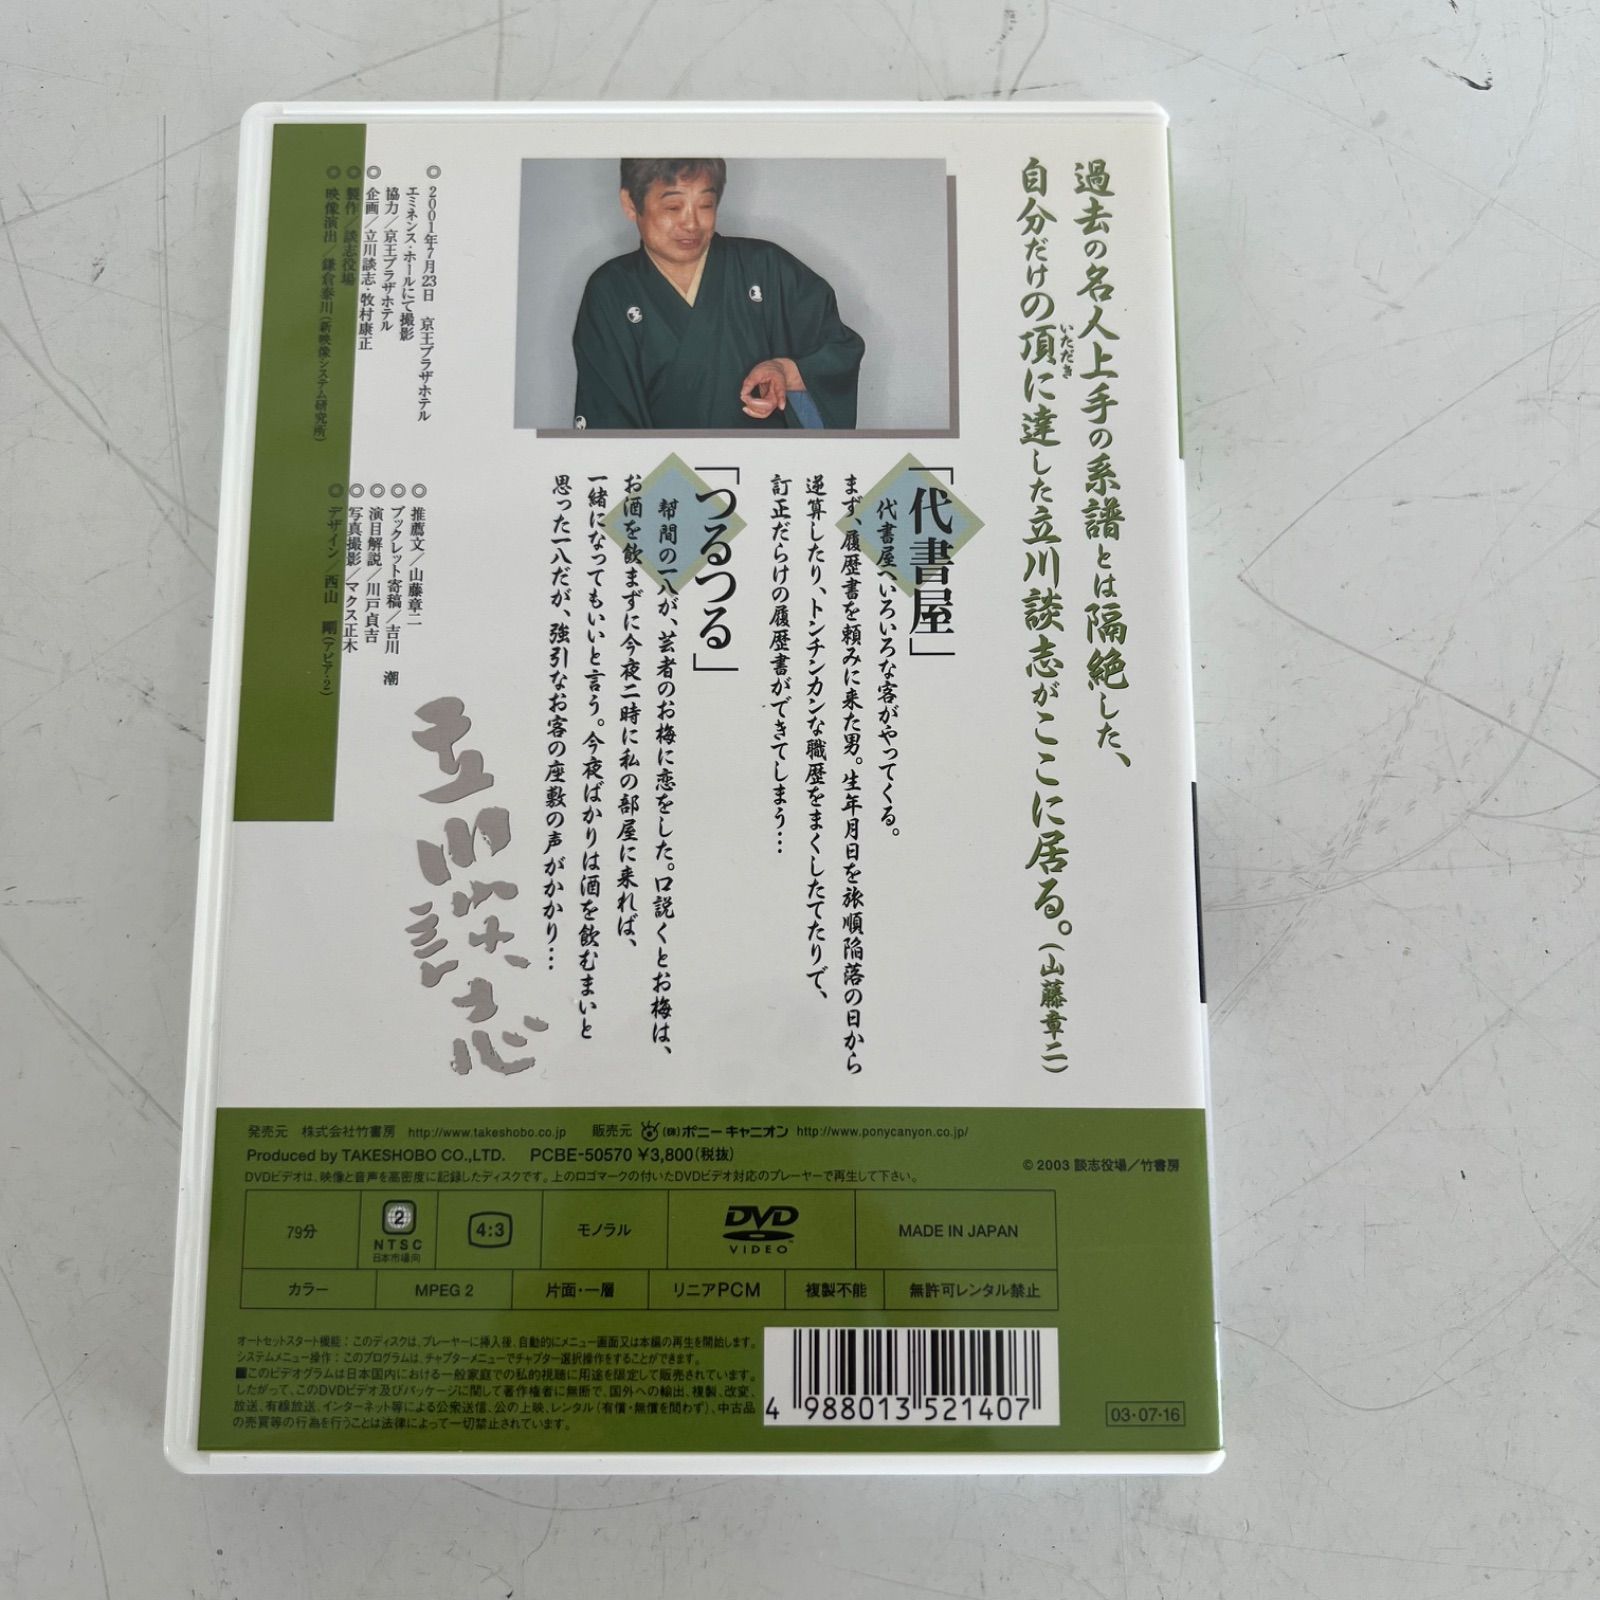 過去の名人上手の系譜とは隔絶した、
自分だけの頂に達した立川談志がここに居る。(山藤章二)
いただき
「代書屋」
代書屋へいろいろな客がやってくる。
まず、履歴書を頼みに来た男。生年月日を旅順陥落の日から
逆算したり、トンチンカンな職歴をまくしたてたりで、
訂正だらけの履歴書ができてしまう…
「つるつる」
幇間の一八が、芸者のお梅に恋をした。口説くとお梅は、
お酒を飲まずに今夜二時に私の部屋に来れば、
一緒になってもいいと言う。今夜ばかりは酒を飲むまいと
思った一八だが、強引なお客の座敷の声がかかり…
◎2001年7月23日 京王プラザホテル
エミネンス・ホールにて撮影
協力/京王プラザホテル
◎企画/立川談志・牧村康正
◎製作/談志役場
◎映像演出/鎌倉泰川(新映像システム研究所)
◎推薦文/山藤章二
◎ブックレット寄稿/吉川 潮
◎演目解説/川戸貞吉
◎写真撮影/マクス正木
◎デザイン/西山 剛(アピア・2)
立川談志
発売元 株式会社竹書房 http://www.takeshobo.co.jp 販売元 (株)ポニーキャニオン http://www.ponycanyon.co.jp/
Produced by TAKESHOBO CO.,LTD. PCBE-50570 ¥3,800(税抜)
© 2003 談志役場/竹書房
DVDビデオは、映像と音声を高密度に記録したディスクです。上のロゴマークの付いたDVDビデオ対応のプレーヤーで再生して下さい。
79分 2 NTSC 日本市場向 4:3 モノラル DVD VIDEO MADE IN JAPAN
カラー MPEG 2 片面・一層 リニアPCM 複製不能 無許可レンタル禁止
オートセットスタート機能：このディスクは、プレーヤーに挿入後、自動的にメニュー画面又は本編の再生を開始します。
システムメニュー操作：このプログラムは、チャプターメニューでチャプター選択操作をすることができます。
■このビデオグラムは日本国内における一般家庭での私的視聴に用途を限定して販売されています。
したがって、このDVDビデオ及びパッケージに関して著作権者に無断で、国外への輸出、複製、改変、
放送、有線放送、インターネット等による公衆送信、公の上映、レンタル(有償・無償を問わず)、中古品
の売買等の行為を行うことは法律によって一切禁止されています。
4 988013 521407
03・07・16